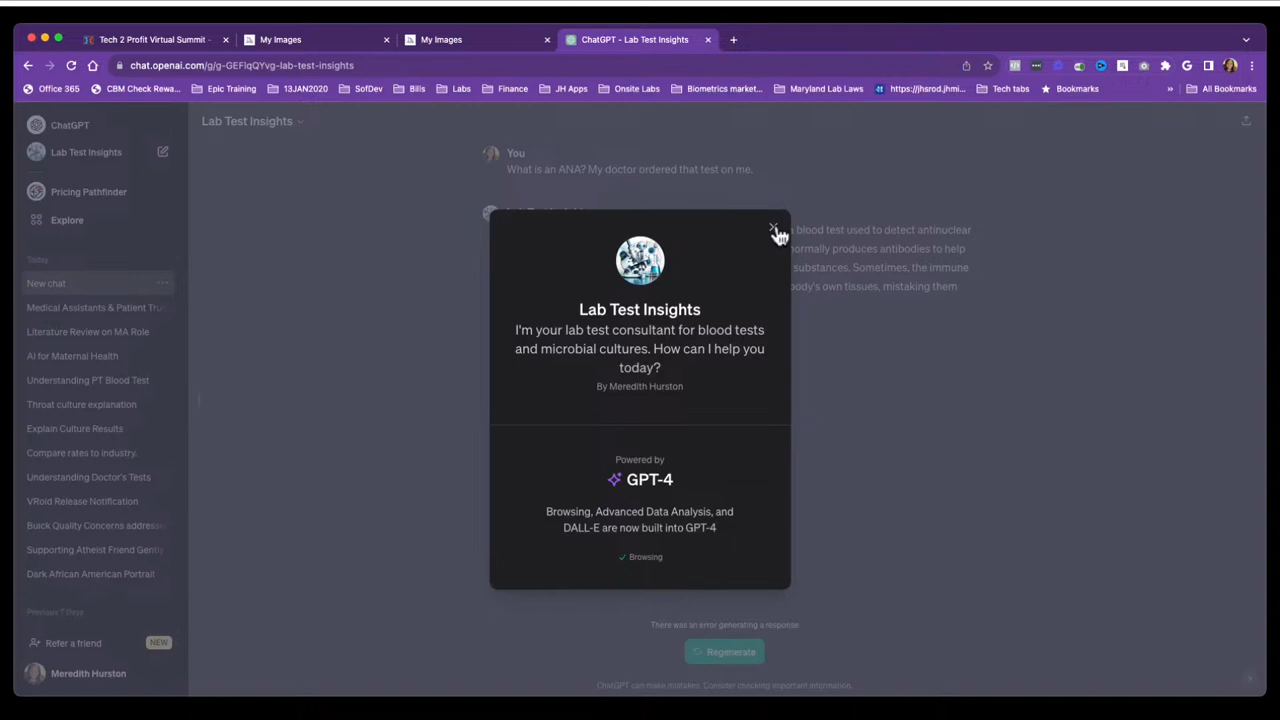 Tech 2 Profit Virtual Summit -
My Images
My Images
ChatGPT - Lab Test Insights
chat.openai.com/g/g-GEFlqQYvg-lab-test-insights
Office 365
CBM Check Rewa...
Epic Training
13JAN2020
SofDev
Bills
Labs
Finance
JH Apps
Onsite Labs
Biometrics market...
Maryland Lab Laws
https://jhsrod.jhmi...
Tech tabs
Bookmarks
»
All Bookmarks
ChatGPT
Lab Test Insights
Pricing Pathfinder
Explore
Today
New chat
Medical Assistants & Patient Tru
Literature Review on MA Role
AI for Maternal Health
Understanding PT Blood Test
Throat culture explanation
Explain Culture Results
Compare rates to industry.
Understanding Doctor's Tests
VRoid Release Notification
Buick Quality Concerns addresse
Supporting Atheist Friend Gently
Dark African American Portrait
Previous 7 Days
Refer a friend
NEW
Meredith Hurston
Lab Test Insights
You
What is an ANA? My doctor ordered that test on me.
blood test used to detect antinuclear
normally produces antibodies to help
substances. Sometimes, the immune
body's own tissues, mistaking them
Lab Test Insights
I'm your lab test consultant for blood tests
and microbial cultures. How can I help you
today?
By Meredith Hurston
Powered by
GPT-4
Browsing, Advanced Data Analysis, and
DALL-E are now built into GPT-4
Browsing
There was an error generating a response
Regenerate
ChatGPT can make mistakes. Consider checking important information.